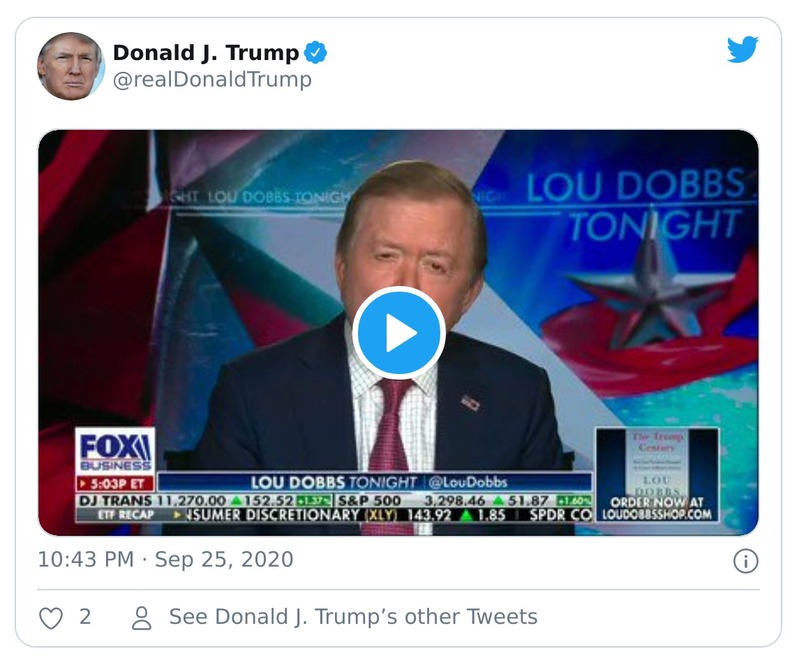 Donald J. Trump
@realDonaldTrump
LOU DOBBS TONIGHT
LOU DOBBS
TONIGHT
FOX
BUSINESS
5:03P ET
LOU DOBBS TONIGHT @LouDobbs
DJ TRANS 11,270.00 152.52 +1.37% S&P 500 3,298.46 51.87 +1.60%
ETF RECAP NSUMER DISCRETIONARY (XLY) 143.92 1.85 SPDR CO
The Trump
Century
LOU
DOBBS
ORDER NOW AT
LOUDOBBSSHOP.COM
10:43 PM · Sep 25, 2020
2 See Donald J. Trump’s other Tweets